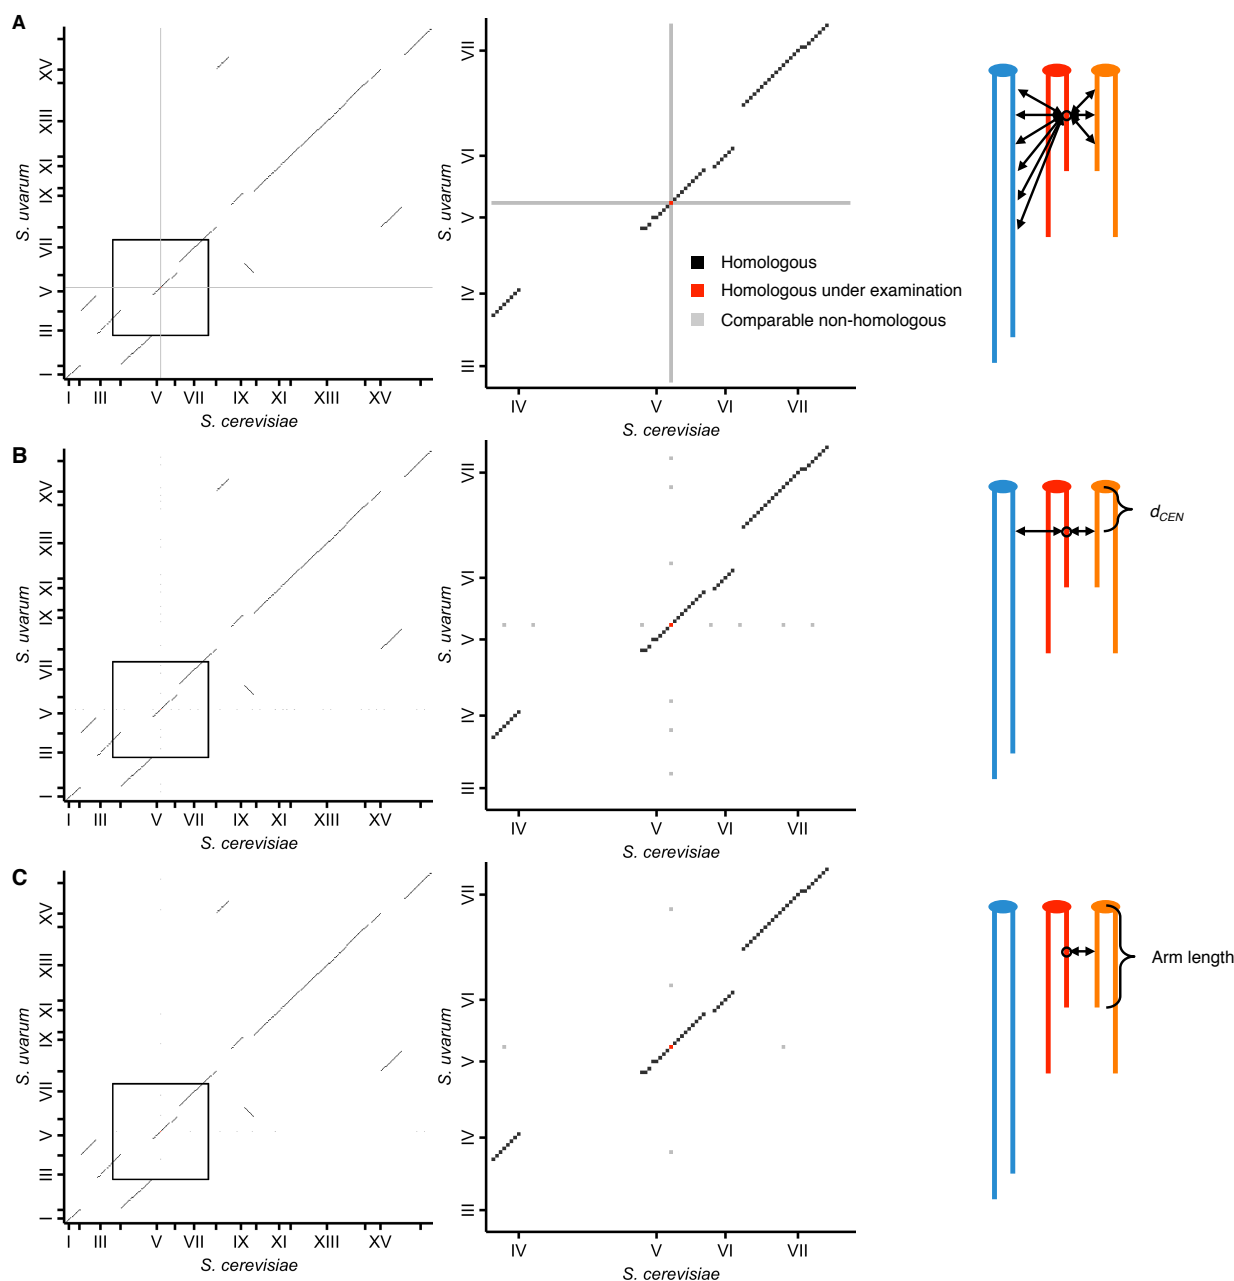 A
XV
XIII
XI
IX
VII
V
III
I
S. uvarum
I III V VII IX XI XIII XV
S. cerevisiae
VII
VI
V
IV
III
S. uvarum
IV V VI VII
S. cerevisiae
Homologous
Homologous under examination
Comparable non-homologous
B
XV
XIII
XI
IX
VII
V
III
I
S. uvarum
I III V VII IX XI XIII XV
S. cerevisiae
VII
VI
V
IV
III
S. uvarum
IV V VI VII
S. cerevisiae
dCEN
C
XV
XIII
XI
IX
VII
V
III
I
S. uvarum
I III V VII IX XI XIII XV
S. cerevisiae
VII
VI
V
IV
III
S. uvarum
IV V VI VII
S. cerevisiae
Arm length